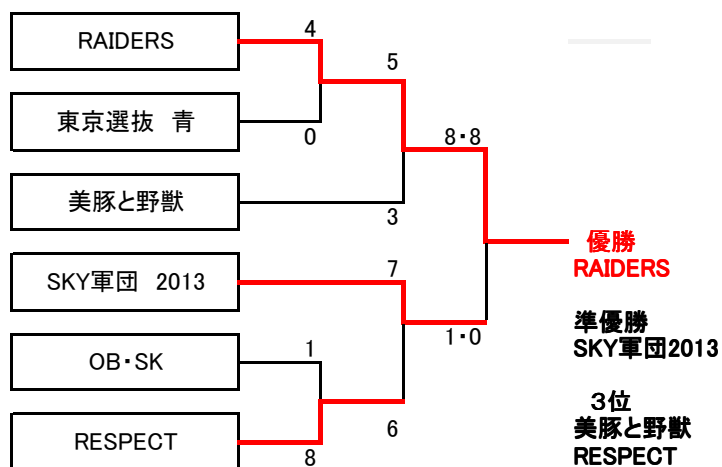 RAIDERS
4
5
東京選抜 青
0
8・8
美豚と野獣
3
優勝
RAIDERS
SKY軍団 2013
7
1・0
準優勝
SKY軍団2013
OB・SK
1
3位
美豚と野獣
RESPECT
RESPECT
8
6